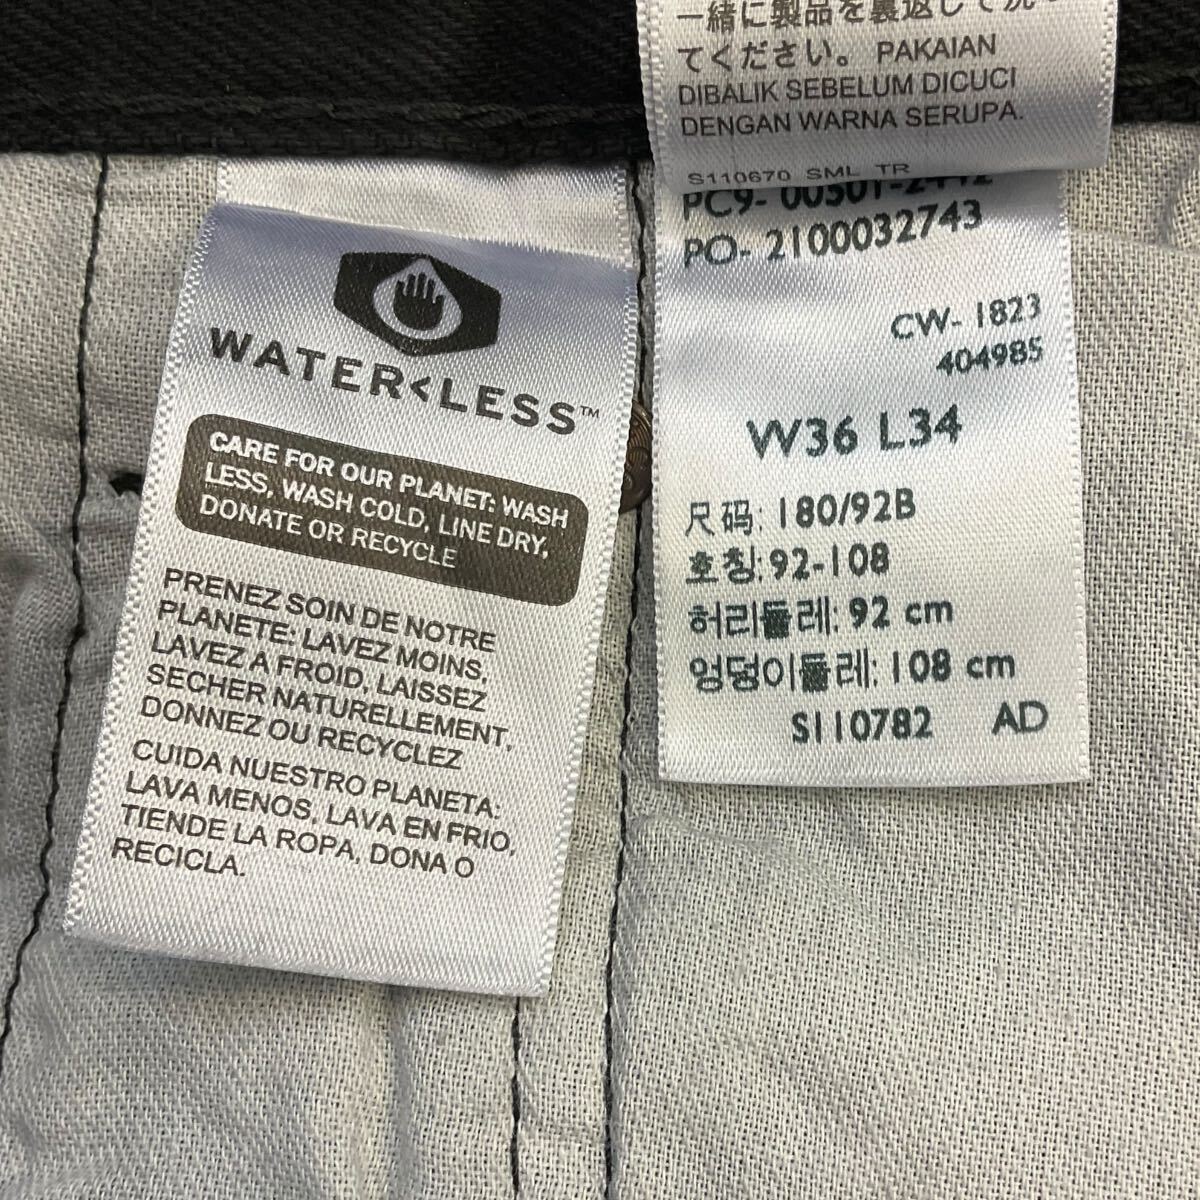 一緒に製品を裏返して洗っ
てください。 PAKAIAN
DIBALIK SEBELUM DICUCI
DENGAN WARNA SERUPA.
S110670 SML TR
PC9- 00501-2412
PO- 2100032743
CW- 1823
404985
W36 L34
尺码: 180/92B
호칭: 92-108
허리둘레: 92 cm
엉덩이둘레: 108 cm
S110782 AD
WATER<LESS™
CARE FOR OUR PLANET: WASH
LESS, WASH COLD, LINE DRY,
DONATE OR RECYCLE
PRENEZ SOIN DE NOTRE
PLANETE: LAVEZ MOINS,
LAVEZ A FROID, LAISSEZ
SECHER NATURELLEMENT,
DONNEZ OU RECYCLEZ
CUIDA NUESTRO PLANETA:
LAVA MENOS, LAVA EN FRIO,
TIENDE LA ROPA, DONA O
RECICLA.